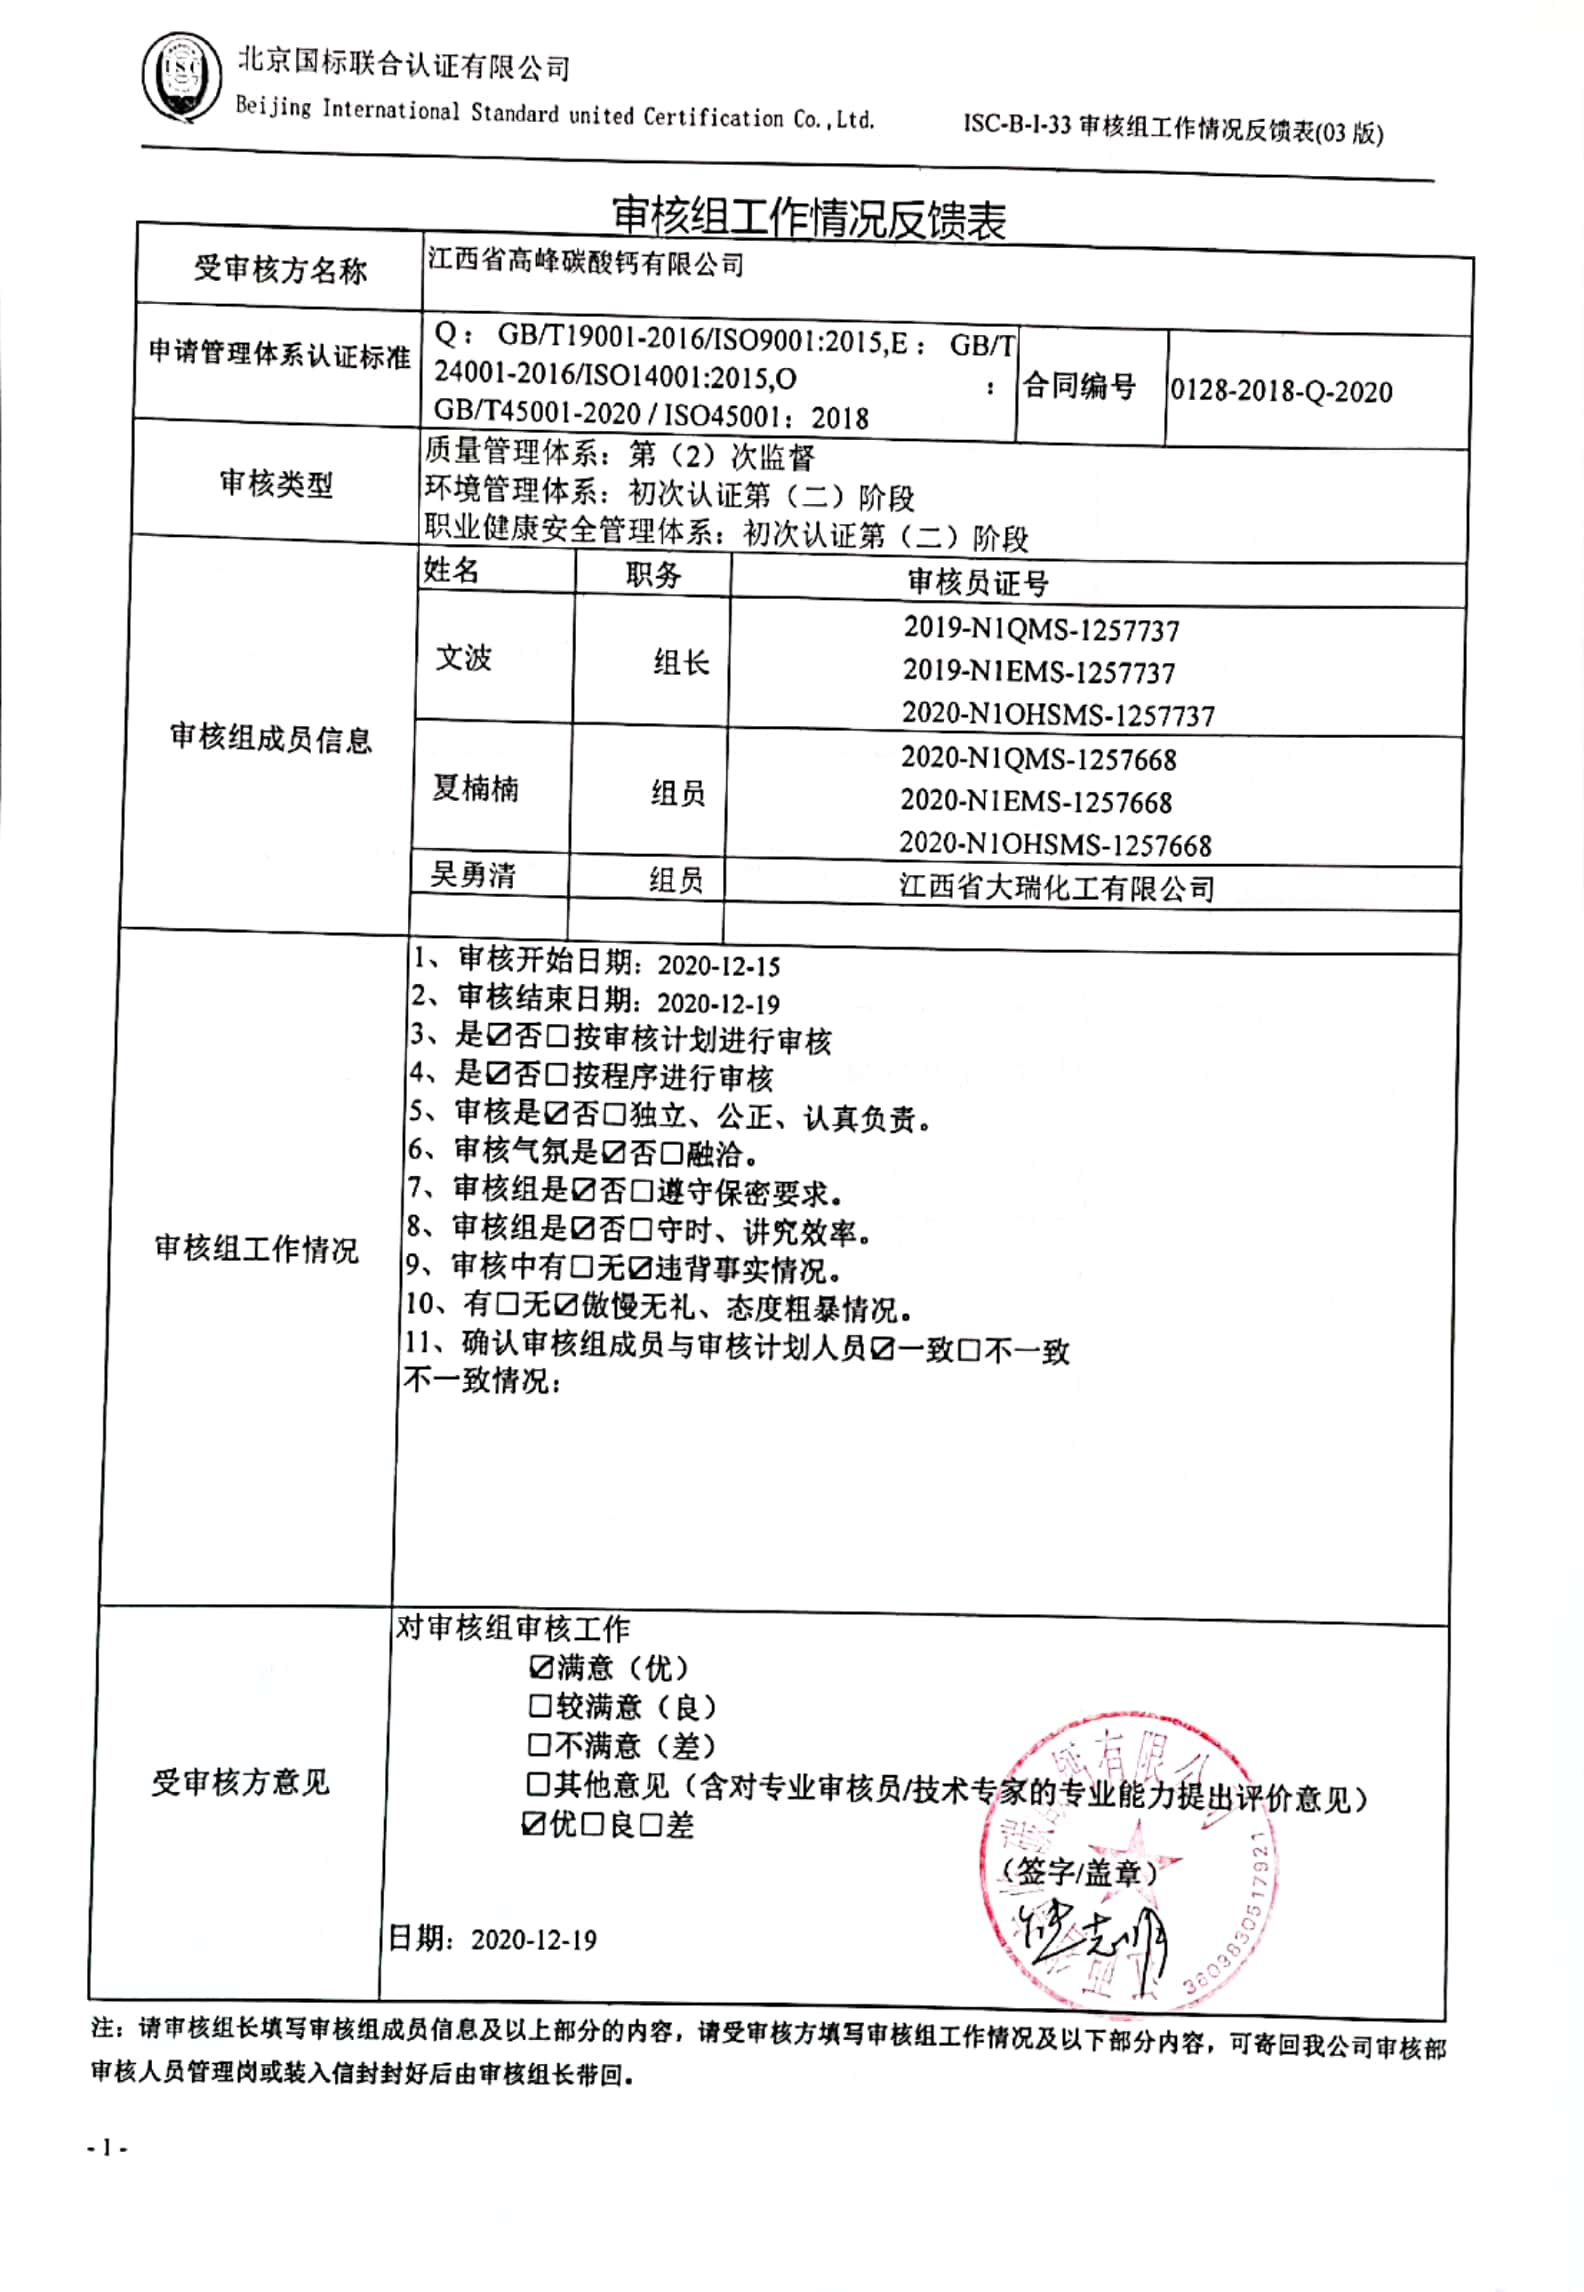 北京国标联合认证有限公司
Beijing International Standard united Certification Co.,Ltd.
ISC-B-I-33 审核组工作情况反馈表(03 版)
审核组工作情况反馈表
受审核方名称
江西省高峰碳酸钙有限公司
申请管理体系认证标准
Q： GB/T19001-2016/ISO9001:2015,E： GB/T
24001-2016/ISO14001:2015,O ：
GB/T45001-2020 / ISO45001：2018
合同编号
0128-2018-Q-2020
审核类型
质量管理体系：第（2）次监督
环境管理体系：初次认证第（二）阶段
职业健康安全管理体系：初次认证第（二）阶段
审核组成员信息
姓名 职务 审核员证号
文波 组长
2019-N1QMS-1257737
2019-N1EMS-1257737
2020-N1OHSMS-1257737
夏楠楠 组员
2020-N1QMS-1257668
2020-N1EMS-1257668
2020-N1OHSMS-1257668
吴勇清 组员 江西省大瑞化工有限公司
审核组工作情况
1、审核开始日期：2020-12-15
2、审核结束日期：2020-12-19
3、是☑否□按审核计划进行审核
4、是☑否□按程序进行审核
5、审核是☑否□独立、公正、认真负责。
6、审核气氛是☑否□融洽。
7、审核组是☑否□遵守保密要求。
8、审核组是☑否□守时、讲究效率。
9、审核中有□无☑违背事实情况。
10、有□无☑傲慢无礼、态度粗暴情况。
11、确认审核组成员与审核计划人员☑一致□不一致
不一致情况：
受审核方意见
对审核组审核工作
☑满意（优）
□较满意（良）
□不满意（差）
□其他意见（含对专业审核员/技术专家的专业能力提出评价意见）
☑优□良□差
（签字/盖章）
日期：2020-12-19
3603830517921
注：请审核组长填写审核组成员信息及以上部分的内容，请受审核方填写审核组工作情况及以下部分内容，可寄回我公司审核部
审核人员管理岗或装入信封封好后由审核组长带回。
- 1 -